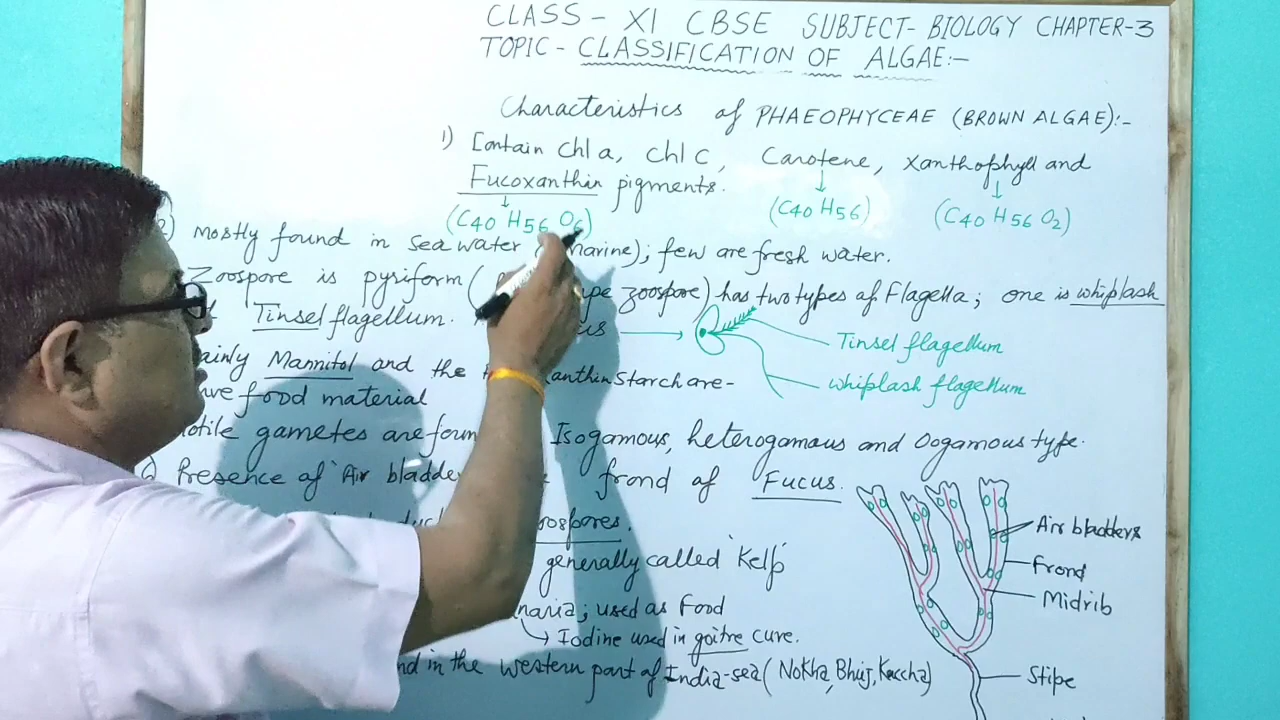 CLASS - XI CBSE SUBJECT - BIOLOGY CHAPTER-3
TOPIC - CLASSIFICATION OF ALGAE:-
Characteristics of PHAEOPHYCEAE (BROWN ALGAE):-
1) Contain chl a, chl c, Carotene, Xanthophyll and
Fucoxanthin pigments.
(C40 H56 O6) (C40 H56) (C40 H56 O2)
mostly found in sea water marine); few are fresh water.
Zoospore is pyriform ( zoospore) has two types of Flagella; one is whiplash
Tinsel flagellum.
Tinsel flagellum
Mannitol and the Starch are-
food material
whiplash flagellum
gametes are Isogamous, heterogamous and Oogamous type.
Presence of Air bladder frond of Fucus.
Air bladders
generally called 'Kelp'
Frond
Midrib
; used as Food
Iodine used in goitre cure.
in the western part of India-sea ( Nokha, Bhuj, Kaccha)
Stipe